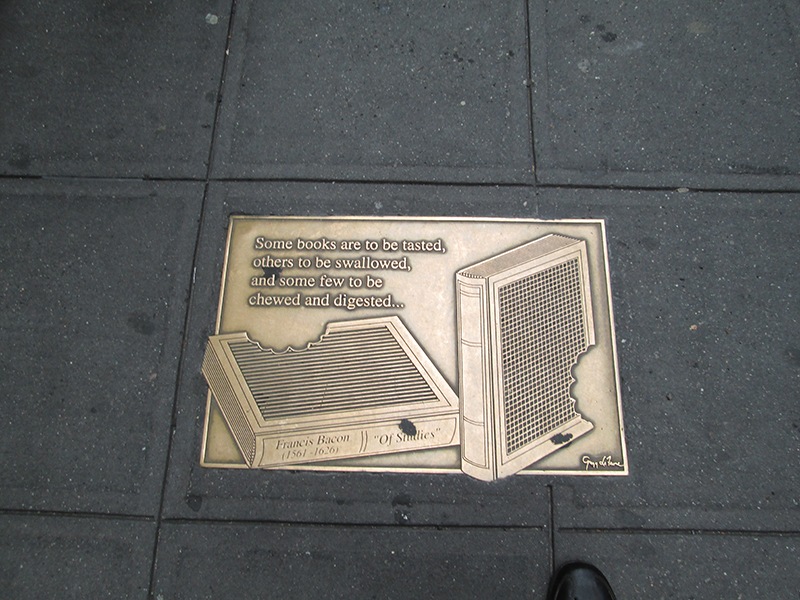 Some books are to be tasted,
others to be swallowed,
and some few to be
chewed and digested...
Francis Bacon
(1561-1626)
"Of Studies"